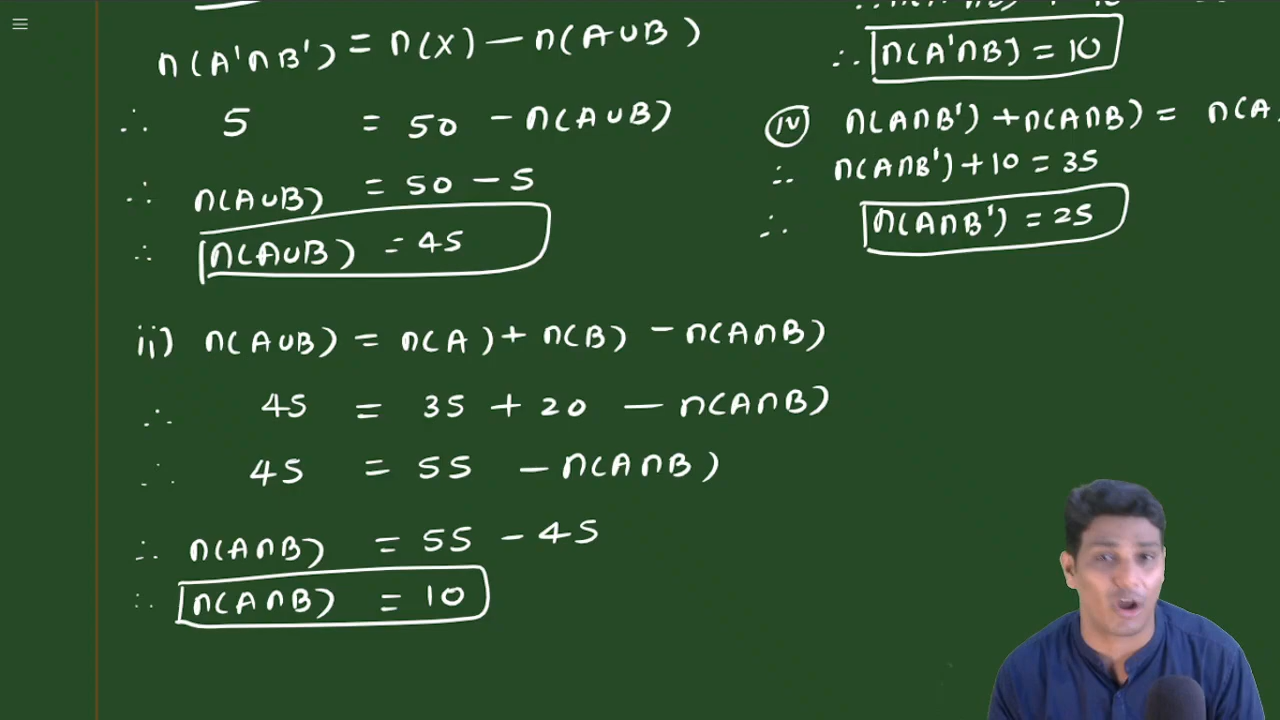 n(A'∩B') = n(X) - n(A∪B)
∴ 5 = 50 - n(A∪B)
∴ n(A∪B) = 50 - 5
∴ n(A∪B) = 45
ii) n(A∪B) = n(A) + n(B) - n(A∩B)
∴ 45 = 35 + 20 - n(A∩B)
∴ 45 = 55 - n(A∩B)
∴ n(A∩B) = 55 - 45
∴ n(A∩B) = 10
∴ n(A'∩B) = 10
iv n(A∩B') + n(A∩B) = n(A
∴ n(A∩B') + 10 = 35
∴ n(A∩B') = 25